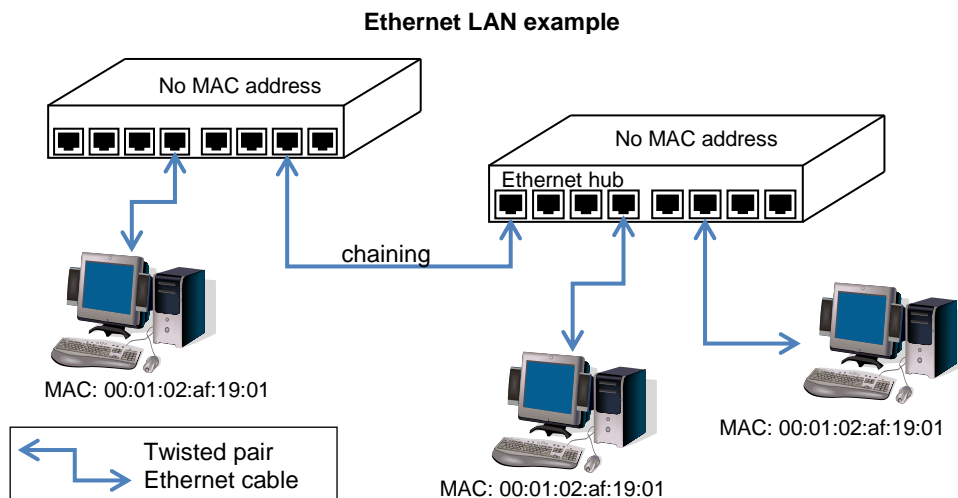 Ethernet LAN example
No MAC address
No MAC address
Ethernet hub
chaining
MAC: 00:01:02:af:19:01
MAC: 00:01:02:af:19:01
MAC: 00:01:02:af:19:01
Twisted pair
Ethernet cable